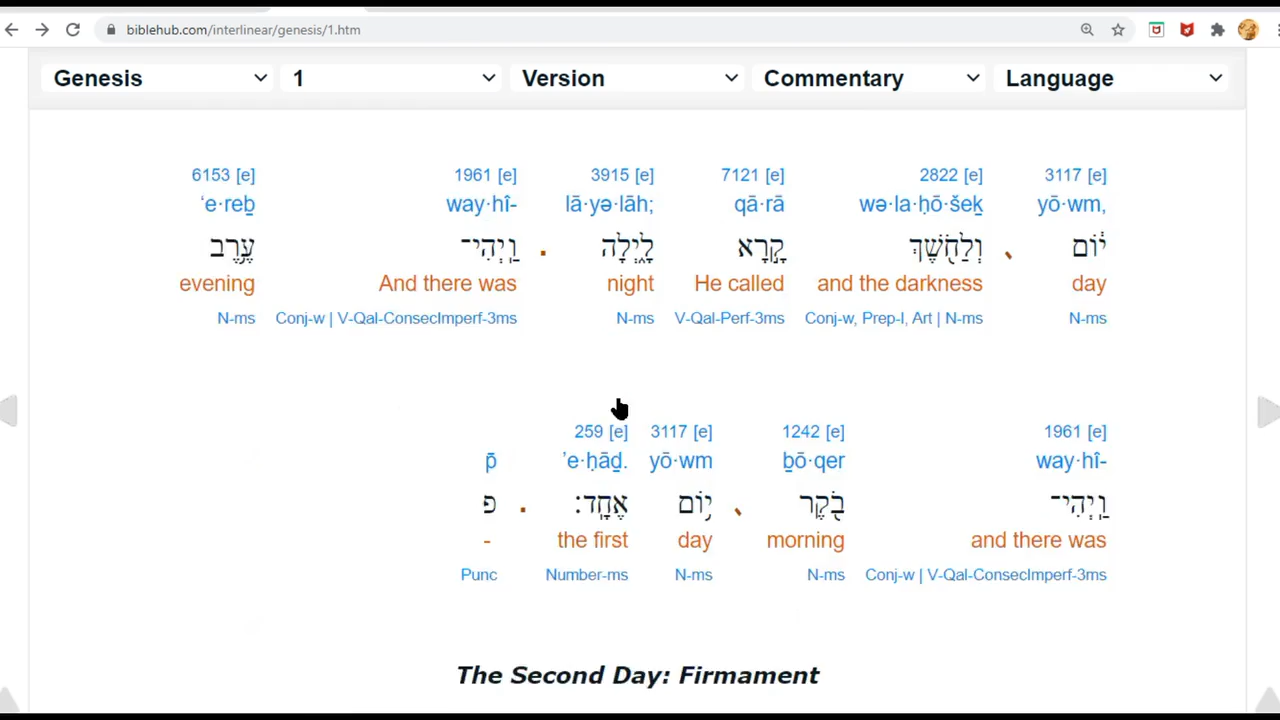 biblehub.com/interlinear/genesis/1.htm
Genesis 1 Version Commentary Language
6153 [e] 1961 [e] 3915 [e] 7121 [e] 2822 [e] 3117 [e]
‘e·reḇ way·hî- lā·yə·lāh; qā·rā wə·la·ḥō·šeḵ yō·wm,
יֹ֔ום 、 וְלַחֹ֖שֶׁךְ קָ֣רָא לָ֑יְלָה . וַֽיְהִי־ עֶ֥רֶב
evening And there was night He called and the darkness day
N-ms Conj-w | V-Qal-ConsecImperf-3ms N-ms V-Qal-Perf-3ms Conj-w, Prep-l, Art | N-ms N-ms
259 [e] 3117 [e] 1242 [e] 1961 [e]
p̄ ’e·ḥāḏ. yō·wm ḇō·qer way·hî-
וַֽיְהִי־ בֹ֖קֶר 、 יֹ֥ום אֶחָֽד׃ . פ
- the first day morning and there was
Punc Number-ms N-ms N-ms Conj-w | V-Qal-ConsecImperf-3ms
The Second Day: Firmament